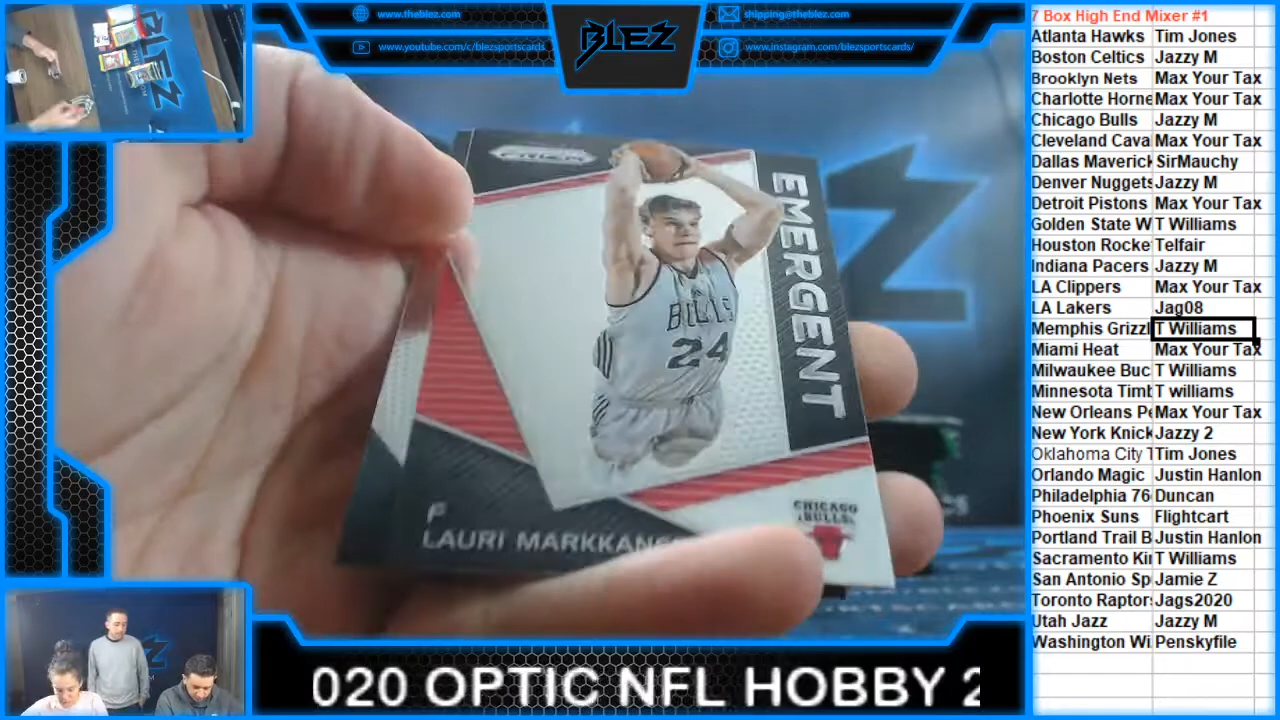 www.theblez.com
shipping@theblez.com
www.youtube.com/c/blezsportscards
www.instagram.com/blezsportscards/
BLEZ
PRIZM
EMERGENT
BULLS
24
CHICAGO
BULLS
F
LAURI MARKKANE
020 OPTIC NFL HOBBY 2
7 Box High End Mixer #1
Atlanta Hawks Tim Jones
Boston Celtics Jazzy M
Brooklyn Nets Max Your Tax
Charlotte Horne Max Your Tax
Chicago Bulls Jazzy M
Cleveland Cava Max Your Tax
Dallas Maverick SirMauchy
Denver Nuggets Jazzy M
Detroit Pistons Max Your Tax
Golden State W T Williams
Houston Rocke Telfair
Indiana Pacers Jazzy M
LA Clippers Max Your Tax
LA Lakers Jag08
Memphis Grizzl T Williams
Miami Heat Max Your Tax
Milwaukee Buc T Williams
Minnesota Timb T williams
New Orleans Pe Max Your Tax
New York Knick Jazzy 2
Oklahoma City T Tim Jones
Orlando Magic Justin Hanlon
Philadelphia 76 Duncan
Phoenix Suns Flightcart
Portland Trail B Justin Hanlon
Sacramento Kin T Williams
San Antonio Sp Jamie Z
Toronto Raptors Jags2020
Utah Jazz Jazzy M
Washington Wi Penskyfile